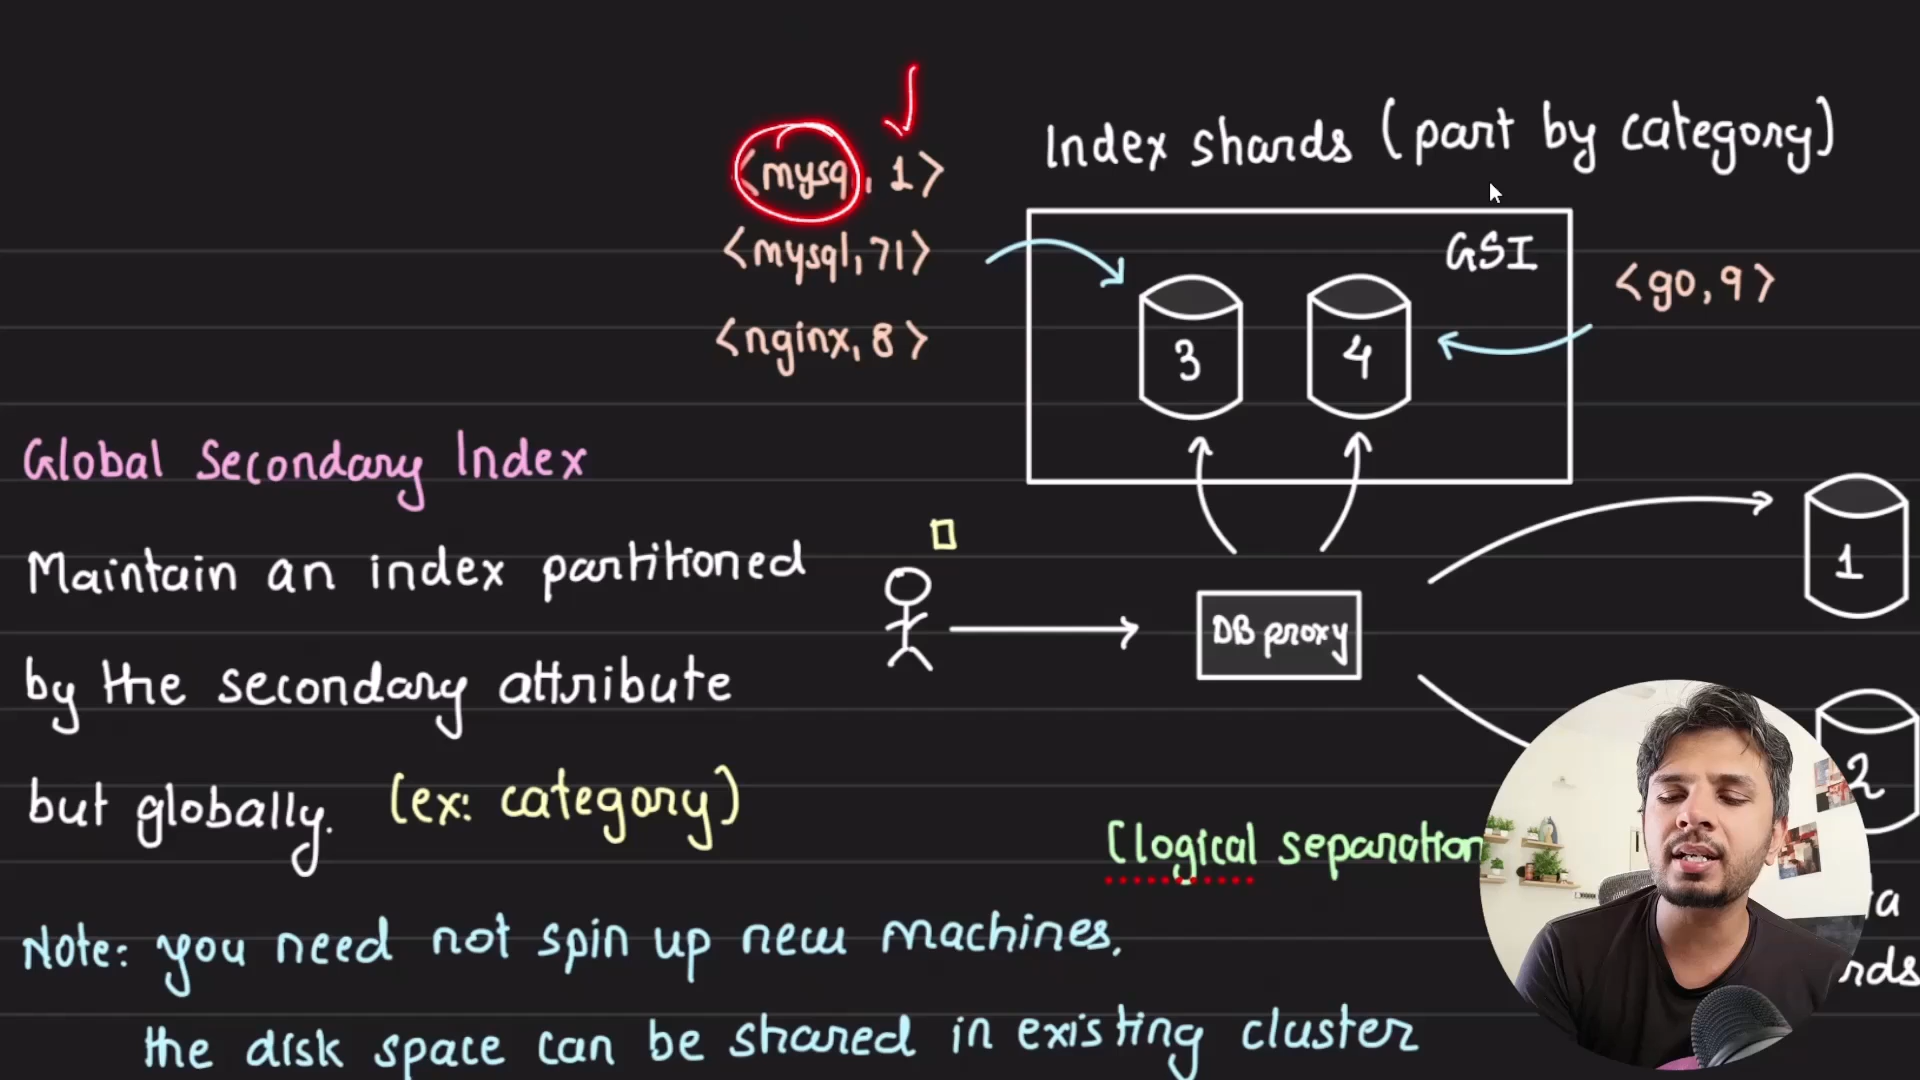 <mysql, 1>
<mysql, 71>
<nginx, 8>
Index shards (part by category)
GSI
3
4
<go, 9>
Global Secondary Index
Maintain an index partitioned
by the secondary attribute
but globally. (ex: category)
DB proxy
1
2
(logical separation
Note: you need not spin up new machines.
the disk space can be shared in existing cluster